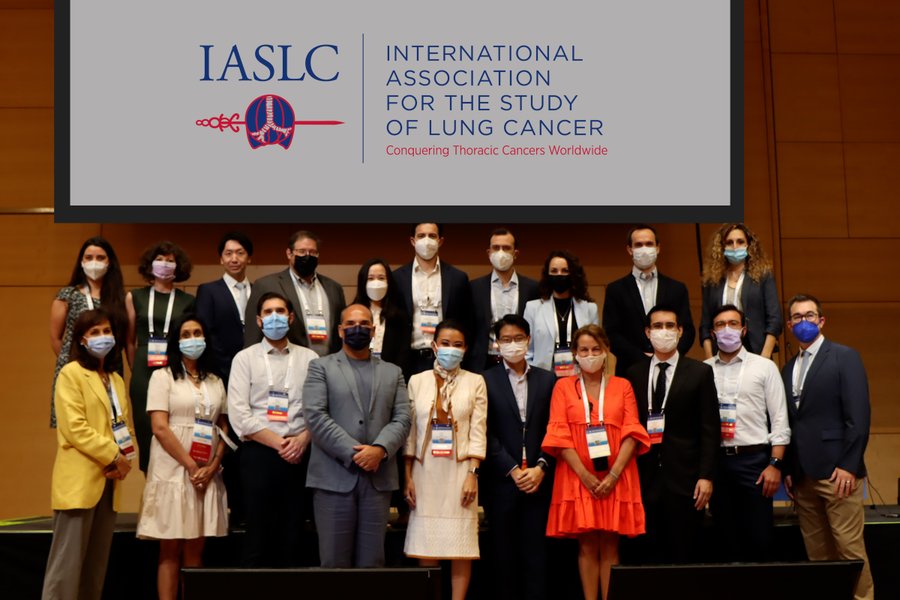 IASLC
INTERNATIONAL
ASSOCIATION
FOR THE STUDY
OF LUNG CANCER
Conquering Thoracic Cancers Worldwide